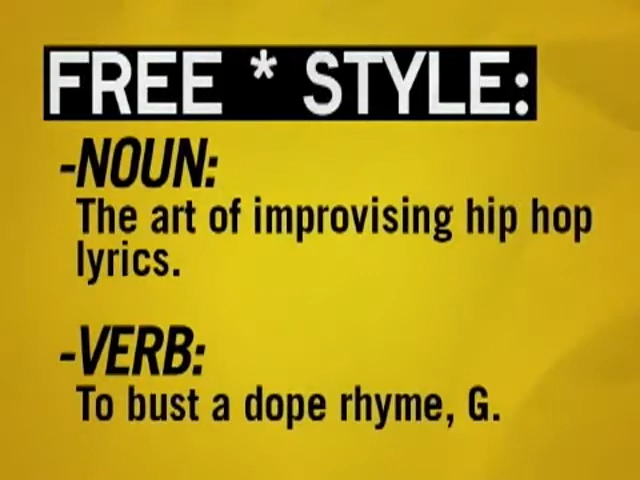 FREE * STYLE:
-NOUN:
The art of improvising hip hop
lyrics.
-VERB:
To bust a dope rhyme, G.